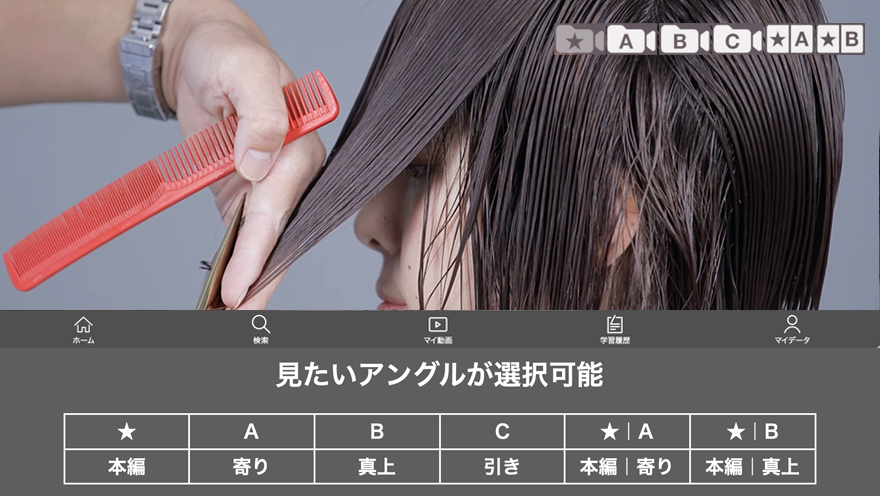 ★ A B C ★A ★B
ホーム 検索 マイ動画 学習履歴 マイデータ
見たいアングルが選択可能
★ A B C ★|A ★|B
本編 寄り 真上 引き 本編|寄り 本編|真上